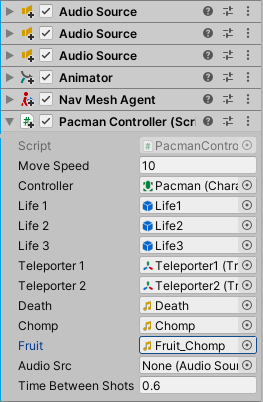 Audio Source
Audio Source
Audio Source
Animator
Nav Mesh Agent
Pacman Controller (Scr
Script PacmanContro
Move Speed 10
Controller Pacman (Chara
Life 1 Life1
Life 2 Life2
Life 3 Life3
Teleporter 1 Teleporter1 (Tr
Teleporter 2 Teleporter2 (Tr
Death Death
Chomp Chomp
Fruit Fruit_Chomp
Audio Src None (Audio Sour
Time Between Shots 0.6